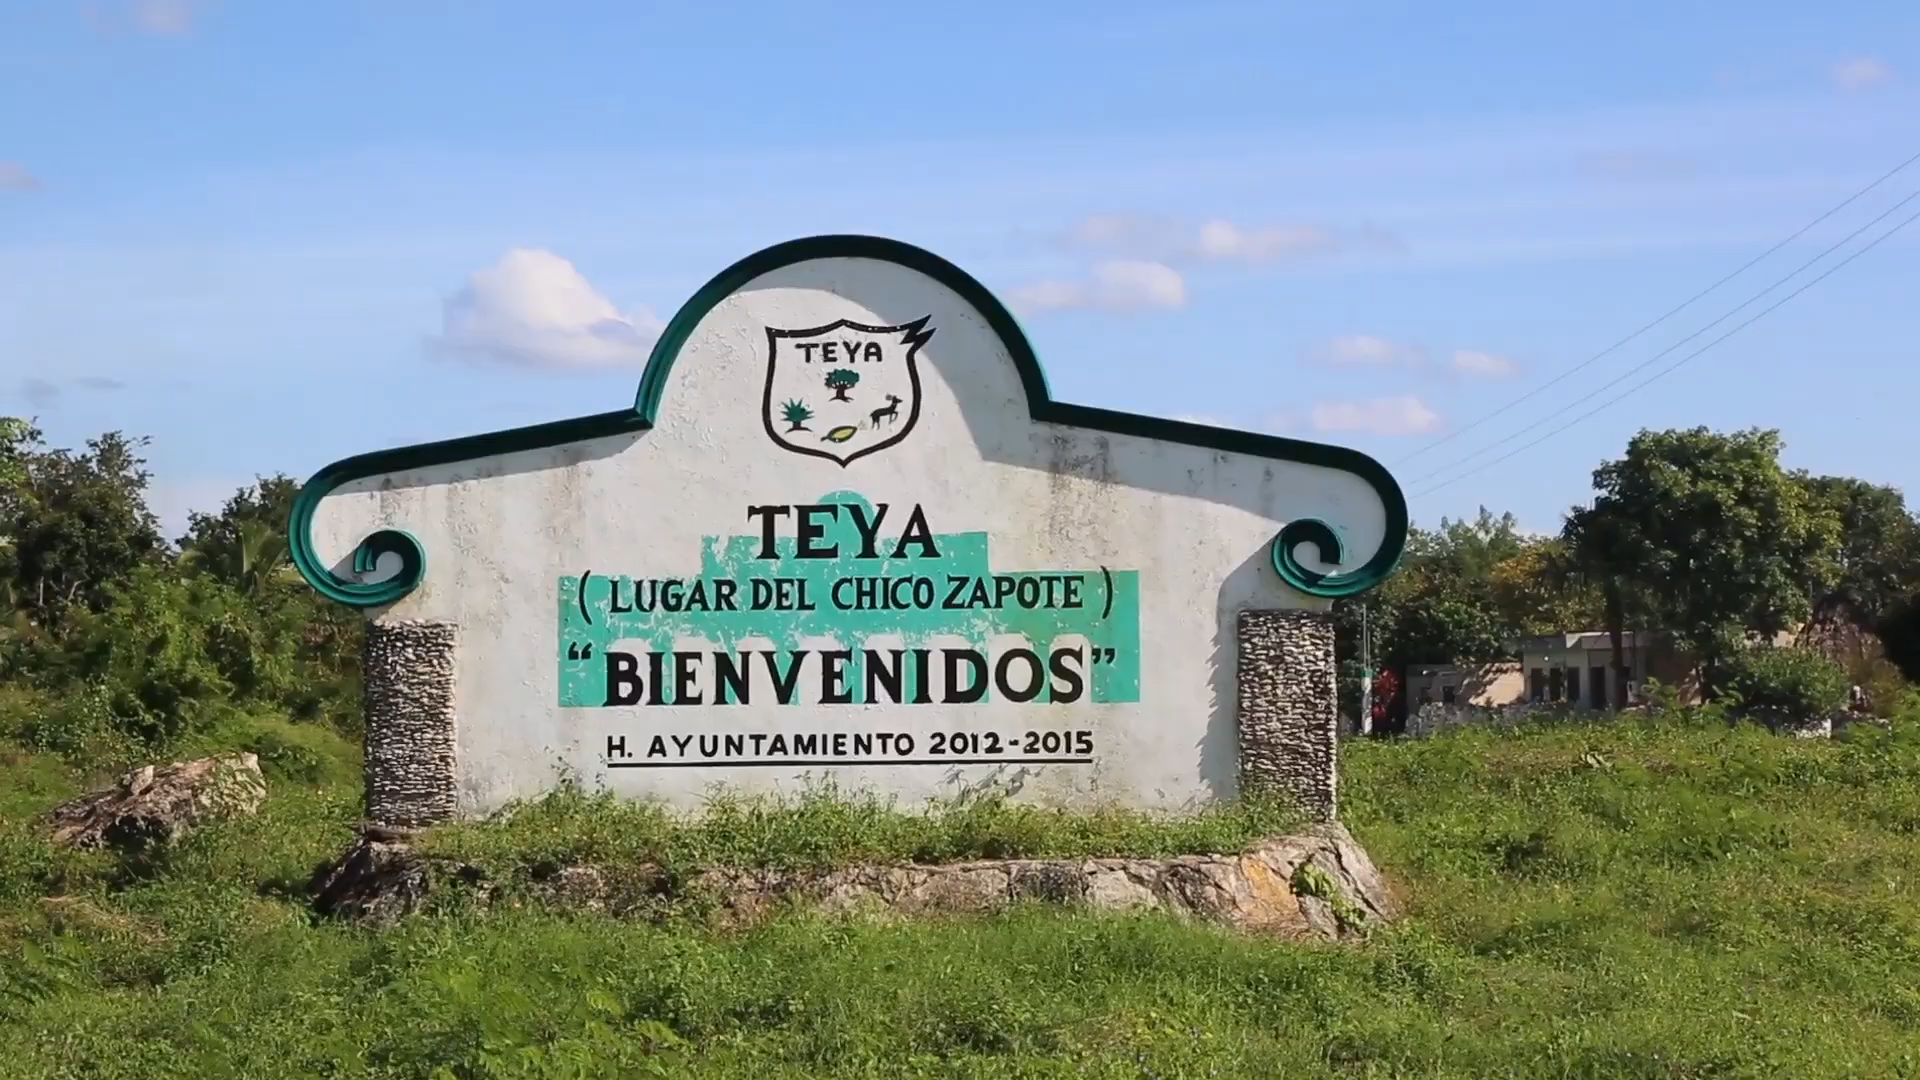 TEYA
TEYA
( LUGAR DEL CHICO ZAPOTE )
“BIENVENIDOS”
H. AYUNTAMIENTO 2012-2015